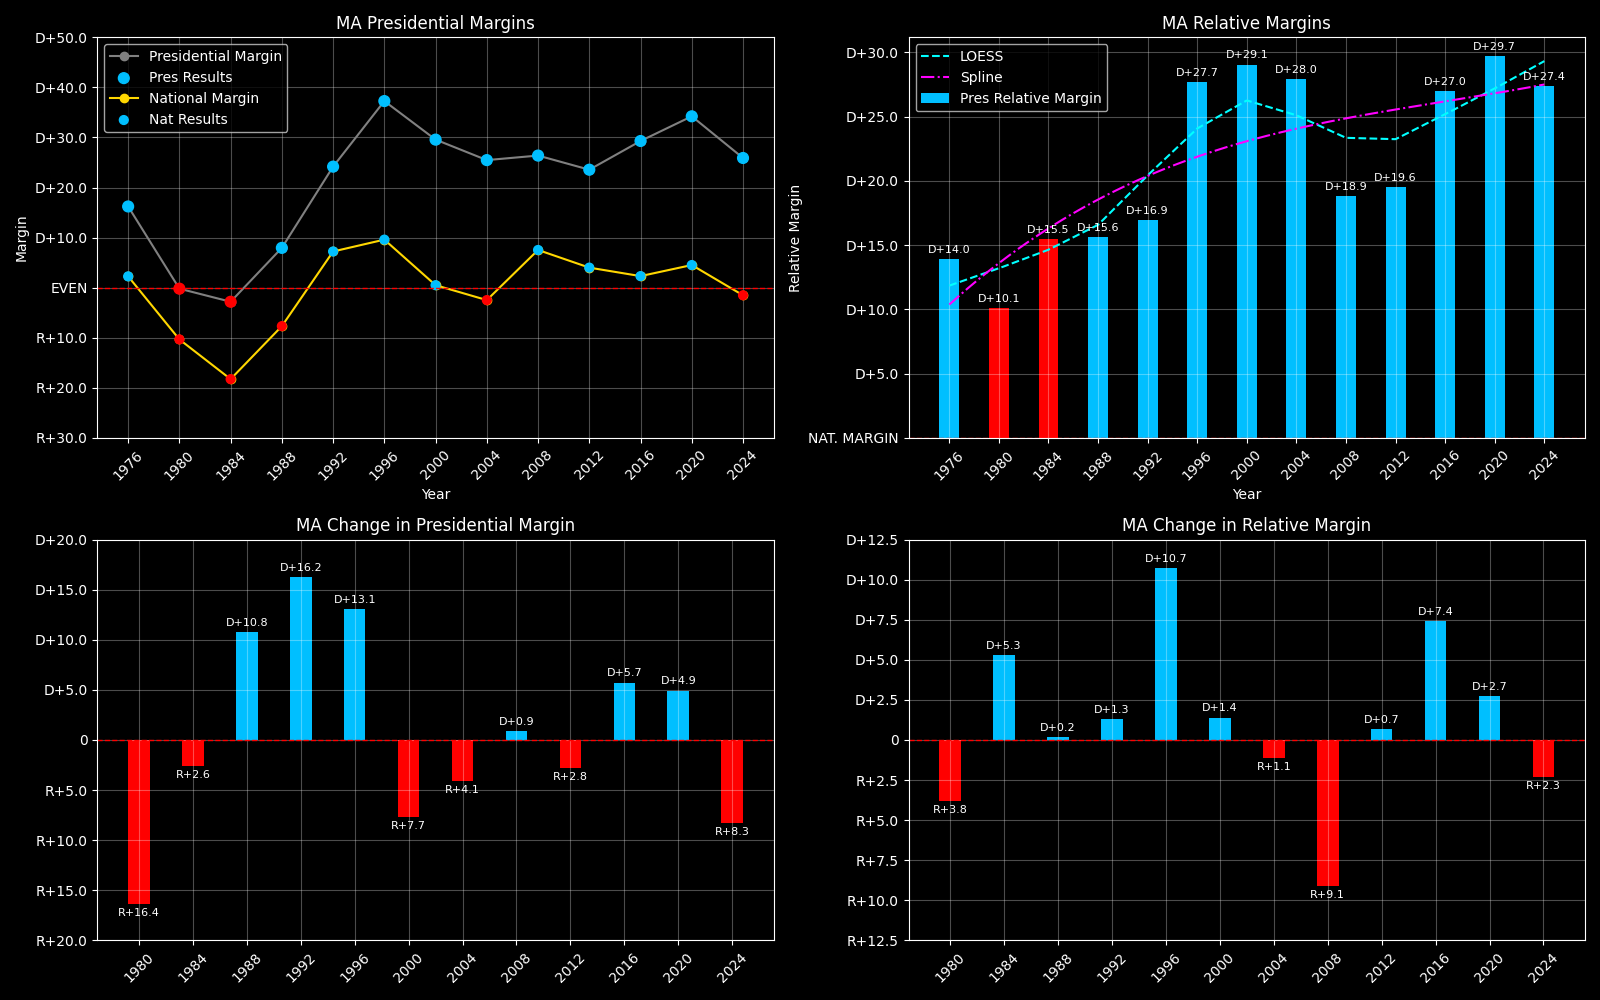 MA Presidential Margins
D+50.0
D+40.0
D+30.0
D+20.0
D+10.0
EVEN
R+10.0
R+20.0
R+30.0
Margin
Presidential Margin
Pres Results
National Margin
Nat Results
1976
1980
1984
1988
1992
1996
2000
2004
2008
2012
2016
2020
2024
Year
MA Relative Margins
D+30.0
D+25.0
D+20.0
D+15.0
D+10.0
D+5.0
NAT. MARGIN
Relative Margin
LOESS
Spline
Pres Relative Margin
D+14.0
D+10.1
D+15.5
D+15.6
D+16.9
D+27.7
D+29.1
D+28.0
D+18.9
D+19.6
D+27.0
D+29.7
D+27.4
1976
1980
1984
1988
1992
1996
2000
2004
2008
2012
2016
2020
2024
Year
MA Change in Presidential Margin
D+20.0
D+15.0
D+10.0
D+5.0
0
R+5.0
R+10.0
R+15.0
R+20.0
R+16.4
R+2.6
D+10.8
D+16.2
D+13.1
R+7.7
R+4.1
D+0.9
R+2.8
D+5.7
D+4.9
R+8.3
1980
1984
1988
1992
1996
2000
2004
2008
2012
2016
2020
2024
MA Change in Relative Margin
D+12.5
D+10.0
D+7.5
D+5.0
D+2.5
0
R+2.5
R+5.0
R+7.5
R+10.0
R+12.5
R+3.8
D+5.3
D+0.2
D+1.3
D+10.7
D+1.4
R+1.1
R+9.1
D+0.7
D+7.4
D+2.7
R+2.3
1980
1984
1988
1992
1996
2000
2004
2008
2012
2016
2020
2024